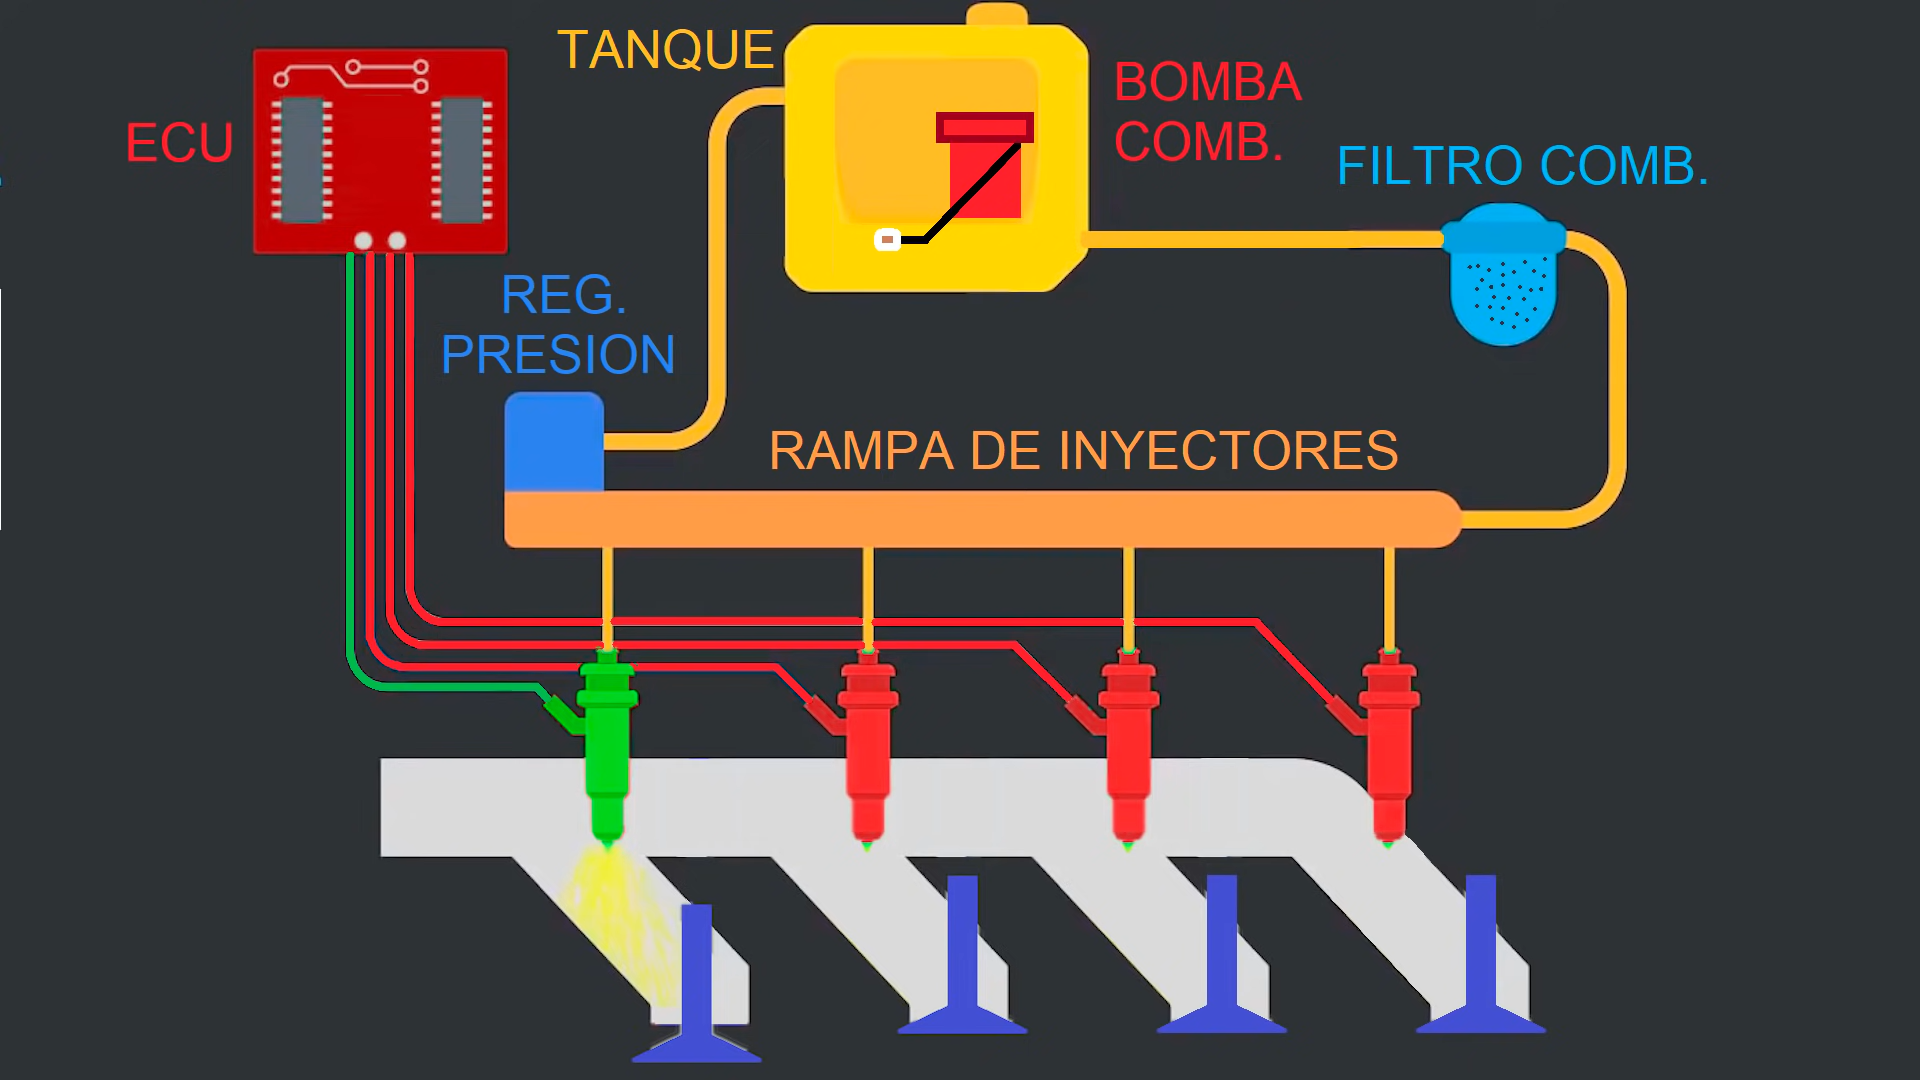 TANQUE
BOMBA
COMB.
ECU
FILTRO COMB.
REG.
PRESION
RAMPA DE INYECTORES